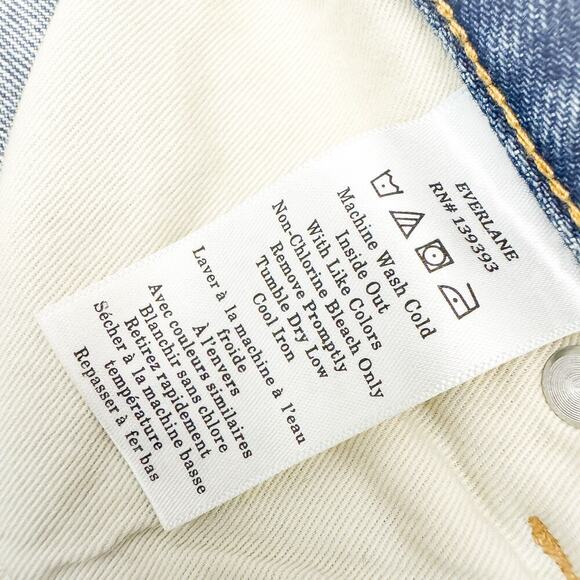 EVERLANE
RN# 139393
Machine Wash Cold
Inside Out
With Like Colors
Non-Chlorine Bleach Only
Remove Promptly
Tumble Dry Low
Cool Iron
Laver à la machine à l'eau
froide
À l'envers
Avec couleurs similaires
Blanchir sans chlore
Retirez rapidement
Sécher à la machine basse
température
Repasser à fer bas